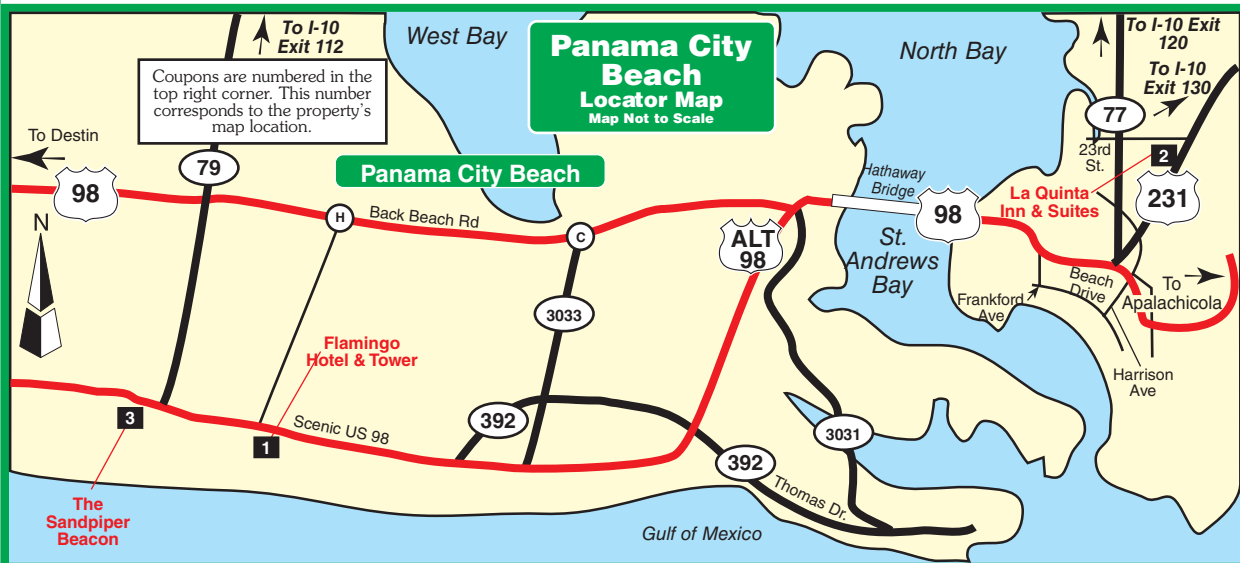 To I-10
Exit 112
West Bay
Panama City
Beach
Locator Map
Map Not to Scale
North Bay
To I-10 Exit
120
To I-10
Exit 130
Coupons are numbered in the
top right corner. This number
corresponds to the property's
map location.
To Destin
98
79
Panama City Beach
77
23rd
St.
2
La Quinta
Inn & Suites
231
Hathaway
Bridge
98
N
H
Back Beach Rd
C
ALT
98
St.
Andrews
Bay
Frankford
Ave
Beach
Drive
To
Apalachicola
3033
Flamingo
Hotel & Tower
Harrison
Ave
3
1
Scenic US 98
392
3031
392
Thomas Dr.
The
Sandpiper
Beacon
Gulf of Mexico